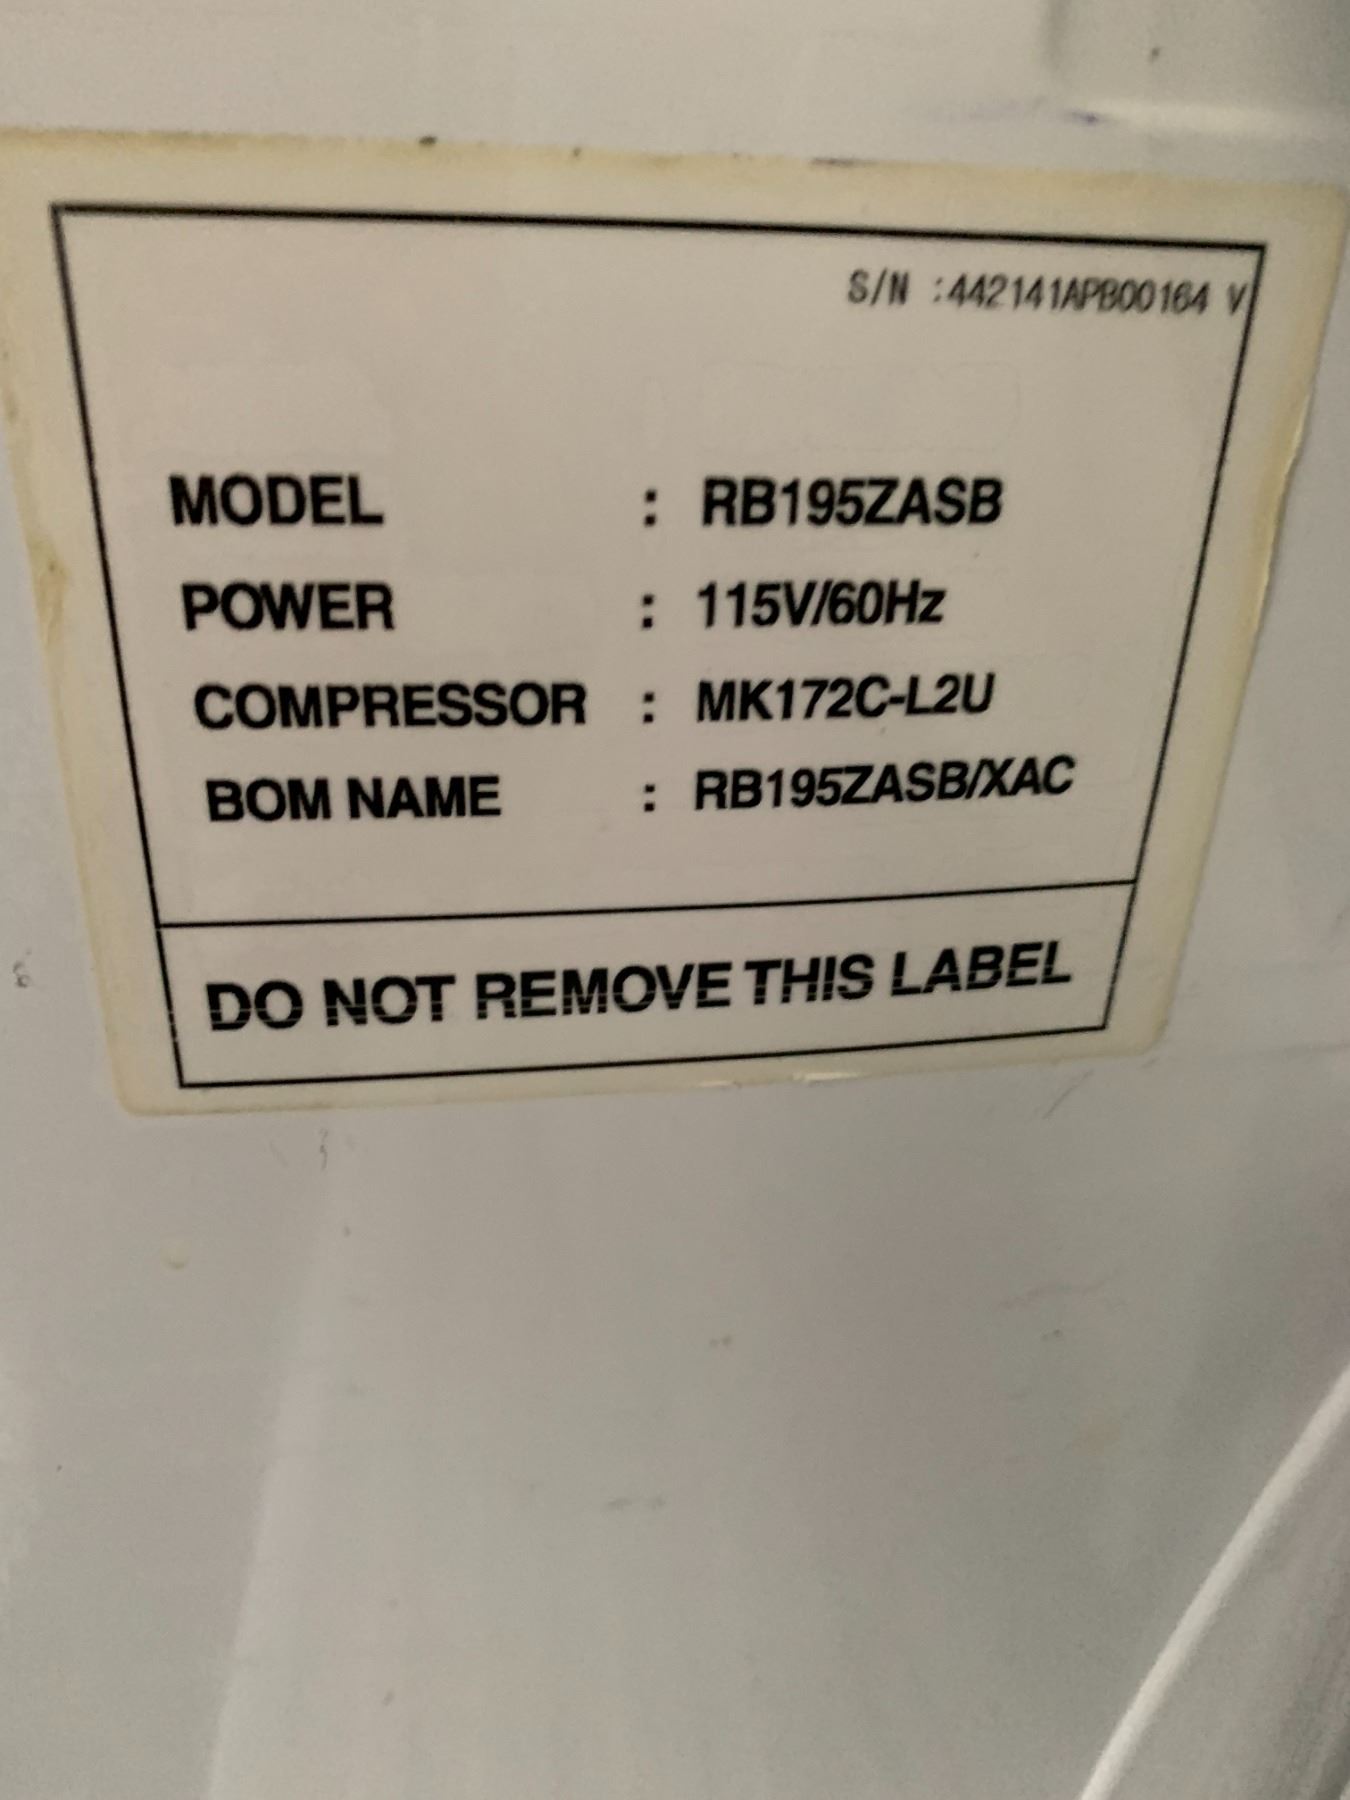 S/N :442141APB00164 V
MODEL : RB195ZASB
POWER : 115V/60Hz
COMPRESSOR : MK172C-L2U
BOM NAME : RB195ZASB/XAC
DO NOT REMOVE THIS LABEL